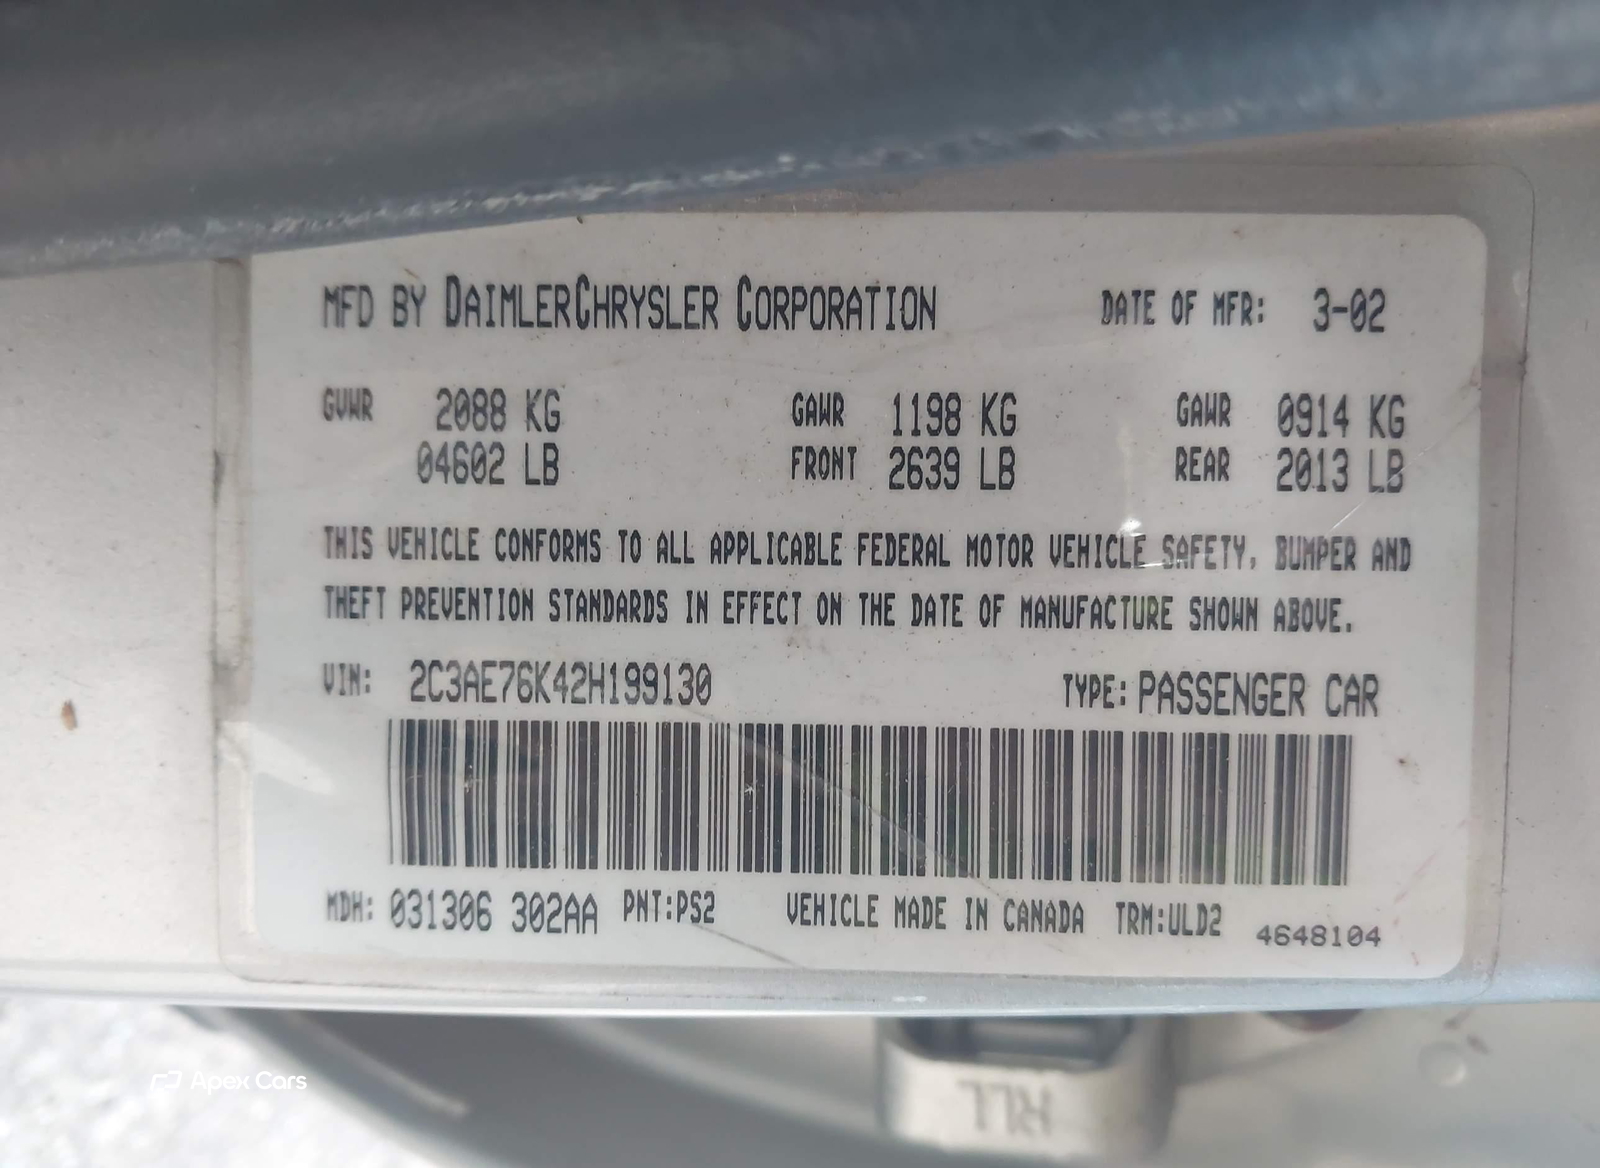 MFD BY DAIMLERCHRYSLER CORPORATION DATE OF MFR: 3-02
GVWR 2088 KG GAWR 1198 KG GAWR 0914 KG
04602 LB FRONT 2639 LB REAR 2013 LB
THIS VEHICLE CONFORMS TO ALL APPLICABLE FEDERAL MOTOR VEHICLE SAFETY, BUMPER AND
THEFT PREVENTION STANDARDS IN EFFECT ON THE DATE OF MANUFACTURE SHOWN ABOVE.
VIN: 2C3AE76K42H199130 TYPE: PASSENGER CAR
MDH: 031306 302AA PNT:PS2 VEHICLE MADE IN CANADA TRM:ULD2 4648104
Apex Cars